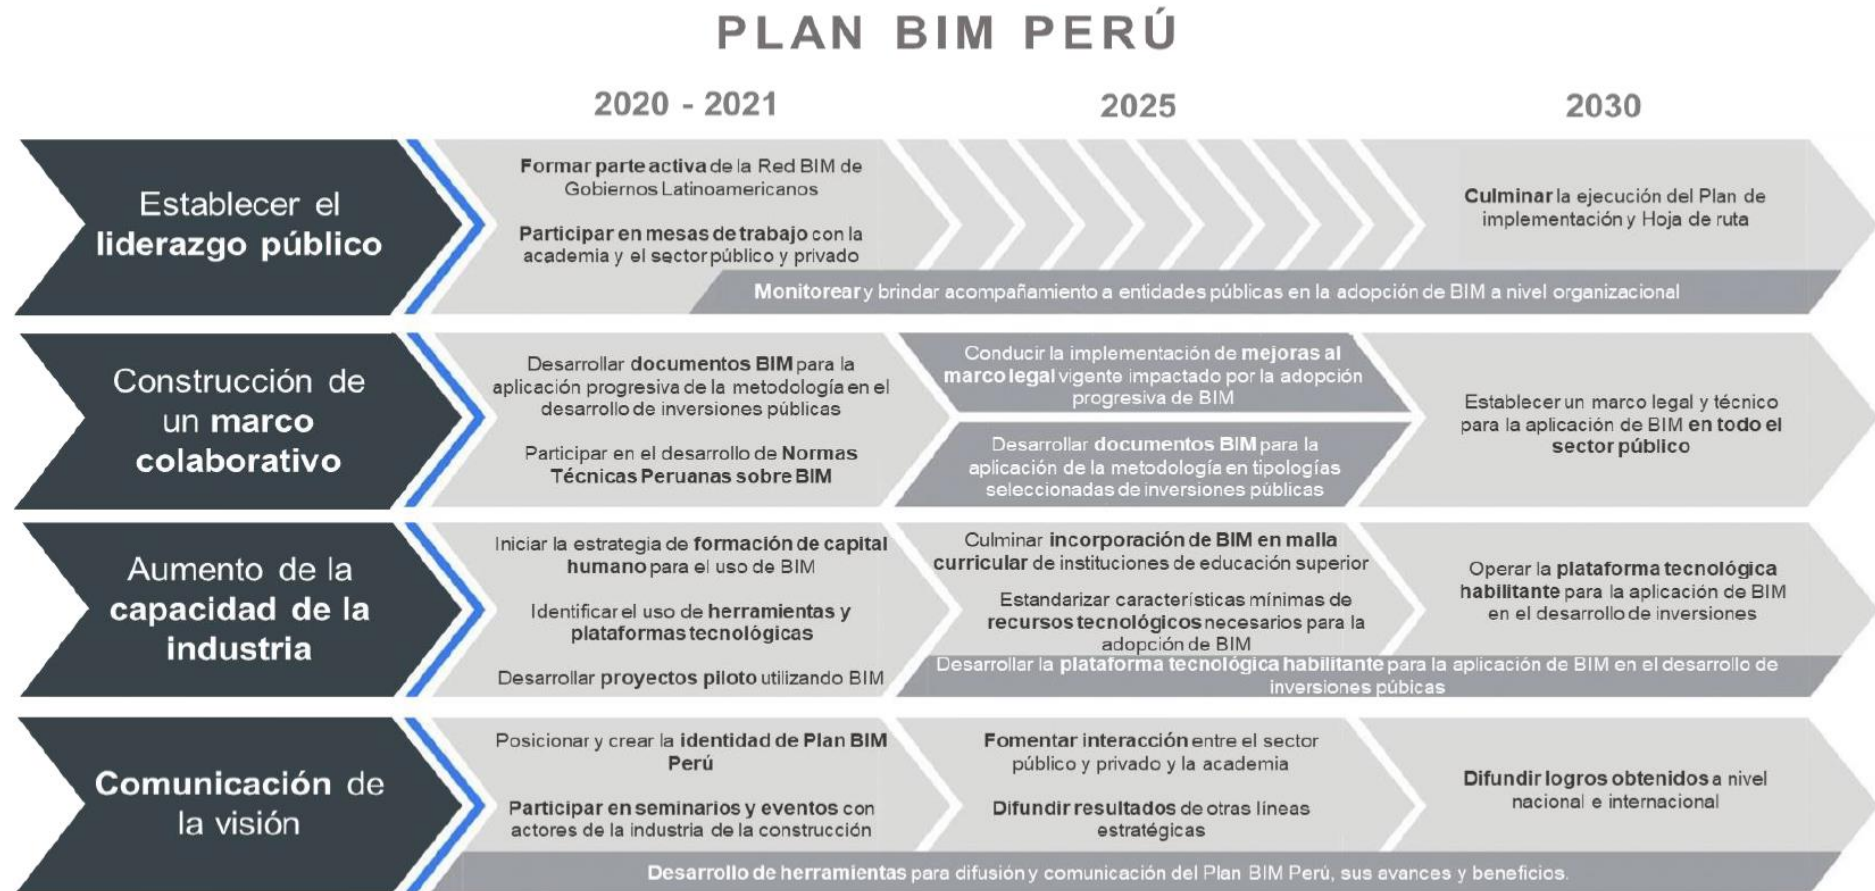 PLAN BIM PERÚ
2020 - 2021
2025
2030
Establecer el
liderazgo público
Formar parte activa de la Red BIM de
Gobiernos Latinoamericanos
Participar en mesas de trabajo con la
academia y el sector público y privado
Culminar la ejecución del Plan de
implementación y Hoja de ruta
Monitorear y brindar acompañamiento a entidades públicas en la adopción de BIM a nivel organizacional
Construcción de
un marco
colaborativo
Desarrollar documentos BIM para la
aplicación progresiva de la metodología en el
desarrollo de inversiones públicas
Participar en el desarrollo de Normas
Técnicas Peruanas sobre BIM
Conducir la implementación de mejoras al
marco legal vigente impactado por la adopción
progresiva de BIM
Desarrollar documentos BIM para la
aplicación de la metodología en tipologías
seleccionadas de inversiones públicas
Establecer un marco legal y técnico
para la aplicación de BIM en todo el
sector público
Aumento de la
capacidad de la
industria
Iniciar la estrategia de formación de capital
humano para el uso de BIM
Identificar el uso de herramientas y
plataformas tecnológicas
Desarrollar proyectos piloto utilizando BIM
Culminar incorporación de BIM en malla
curricular de instituciones de educación superior
Estandarizar características mínimas de
recursos tecnológicos necesarios para la
adopción de BIM
Operar la plataforma tecnológica
habilitante para la aplicación de BIM
en el desarrollo de inversiones
Desarrollar la plataforma tecnológica habilitante para la aplicación de BIM en el desarrollo de
inversiones púbicas
Comunicación de
la visión
Posicionar y crear la identidad de Plan BIM
Perú
Participar en seminarios y eventos con
actores de la industria de la construcción
Fomentar interacción entre el sector
público y privado y la academia
Difundir resultados de otras líneas
estratégicas
Difundir logros obtenidos a nivel
nacional e internacional
Desarrollo de herramientas para difusión y comunicación del Plan BIM Perú, sus avances y beneficios.